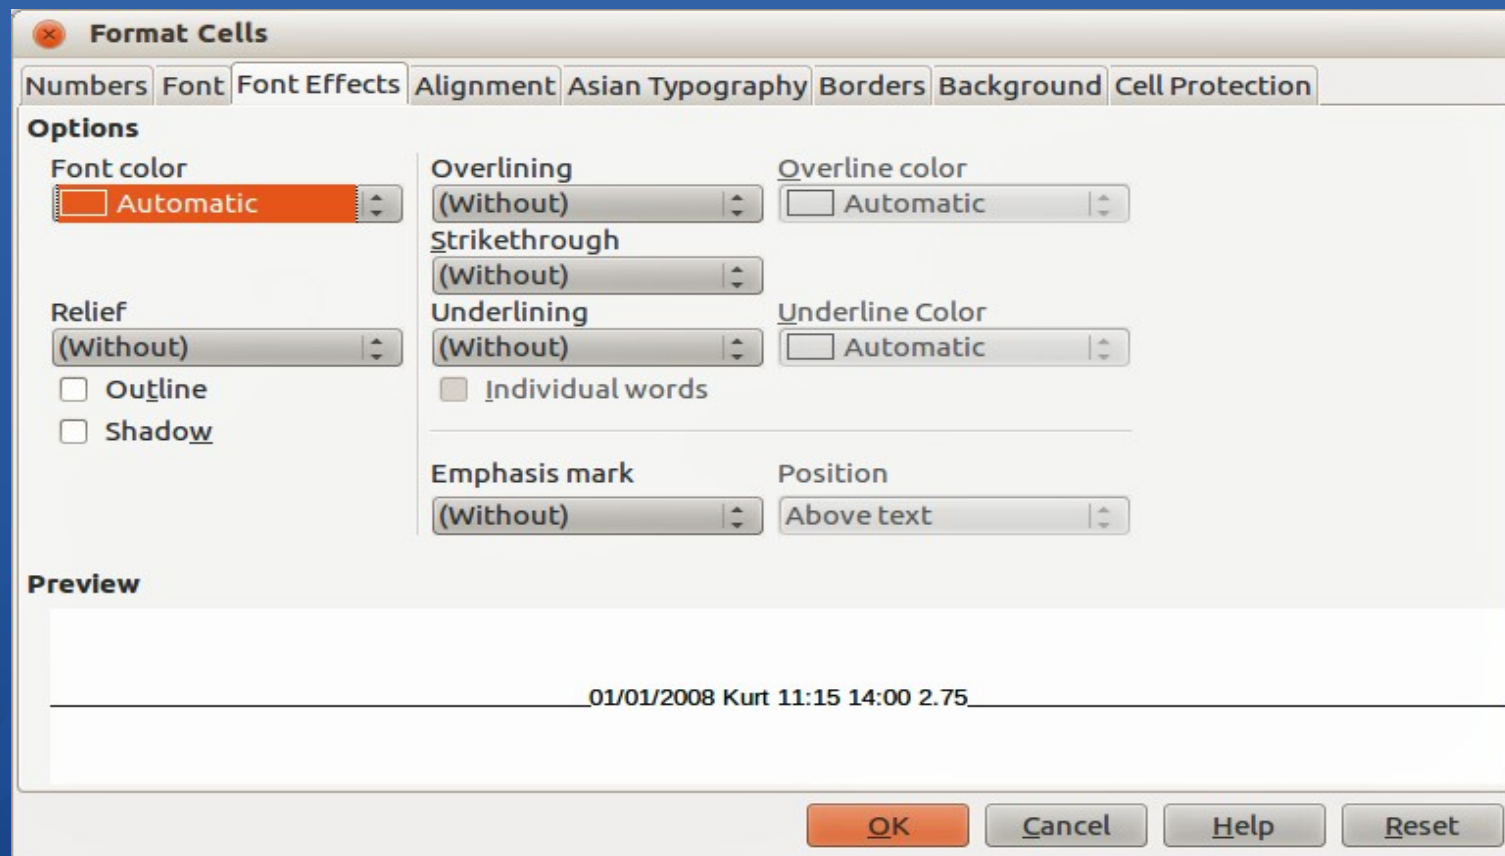 Format Cells
Numbers Font Font Effects Alignment Asian Typography Borders Background Cell Protection
Options
Font color Overlining Overline color
Automatic (Without) Automatic
Strikethrough
(Without)
Relief Underlining Underline Color
(Without) (Without) Automatic
Outline Individual words
Shadow
Emphasis mark Position
(Without) Above text
Preview
01/01/2008 Kurt 11:15 14:00 2.75
OK Cancel Help Reset